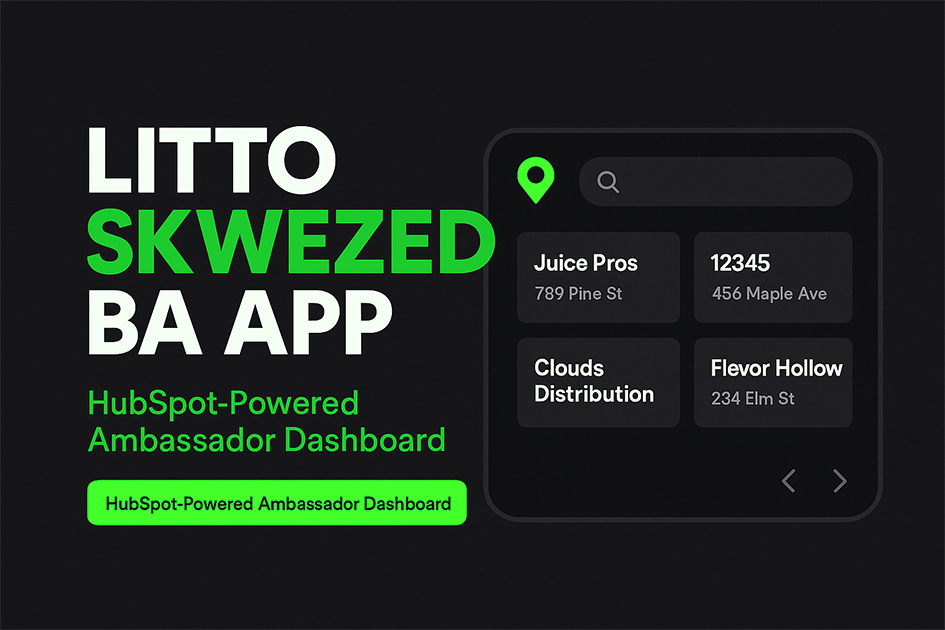 LITTO
SKWEZED
BA APP
HubSpot-Powered
Ambassador Dashboard
HubSpot-Powered Ambassador Dashboard
Juice Pros
789 Pine St
12345
456 Maple Ave
Clouds
Distribution
Flevor Hollow
234 Elm St